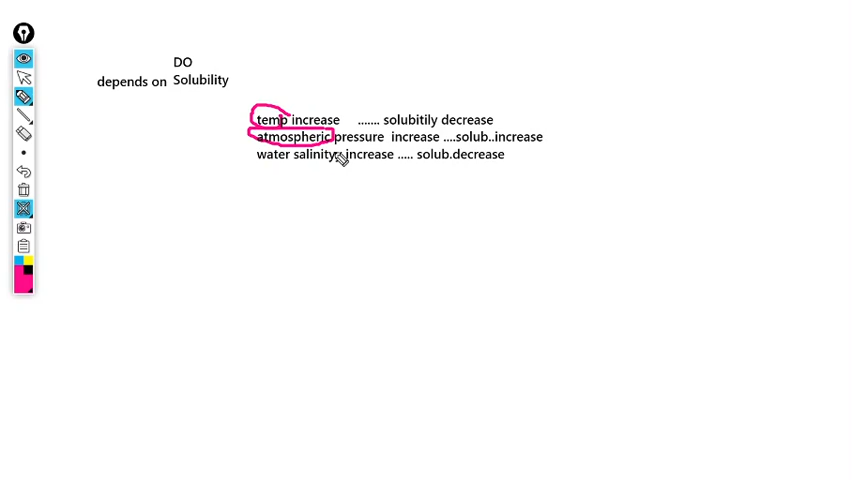 DO
depends on Solubility
temp increase ....... solubitily decrease
atmospheric pressure increase ....solub..increase
water salinity. increase ..... solub.decrease